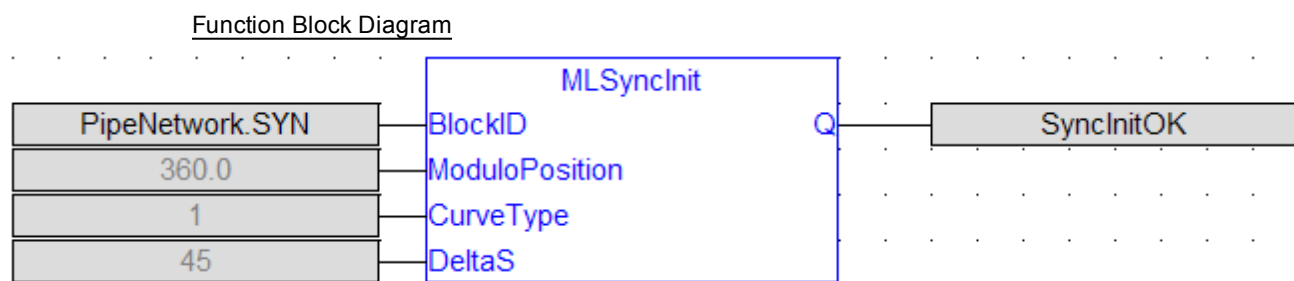 Function Block Diagram
MLSyncInit
PipeNetwork.SYN BlockID Q SyncInitOK
360.0 ModuloPosition
1 CurveType
45 DeltaS